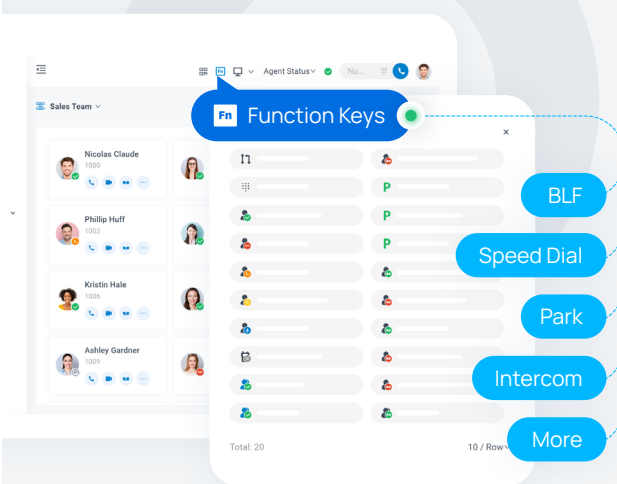 Fn
Agent Status
Nu...
Sales Team
Fn Function Keys
Nicolas Claude
1000
Phillip Huff
1003
Kristin Hale
1006
Ashley Gardner
1009
P
P
P
BLF
Speed Dial
Park
Intercom
More
Total: 20
10 / Row